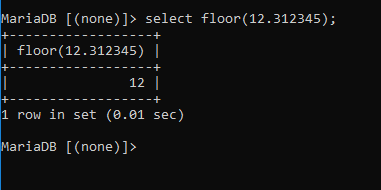 MariaDB [(none)]> select floor(12.312345);
+------------------+
| floor(12.312345) |
+------------------+
|               12 |
+------------------+
1 row in set (0.01 sec)
MariaDB [(none)]>